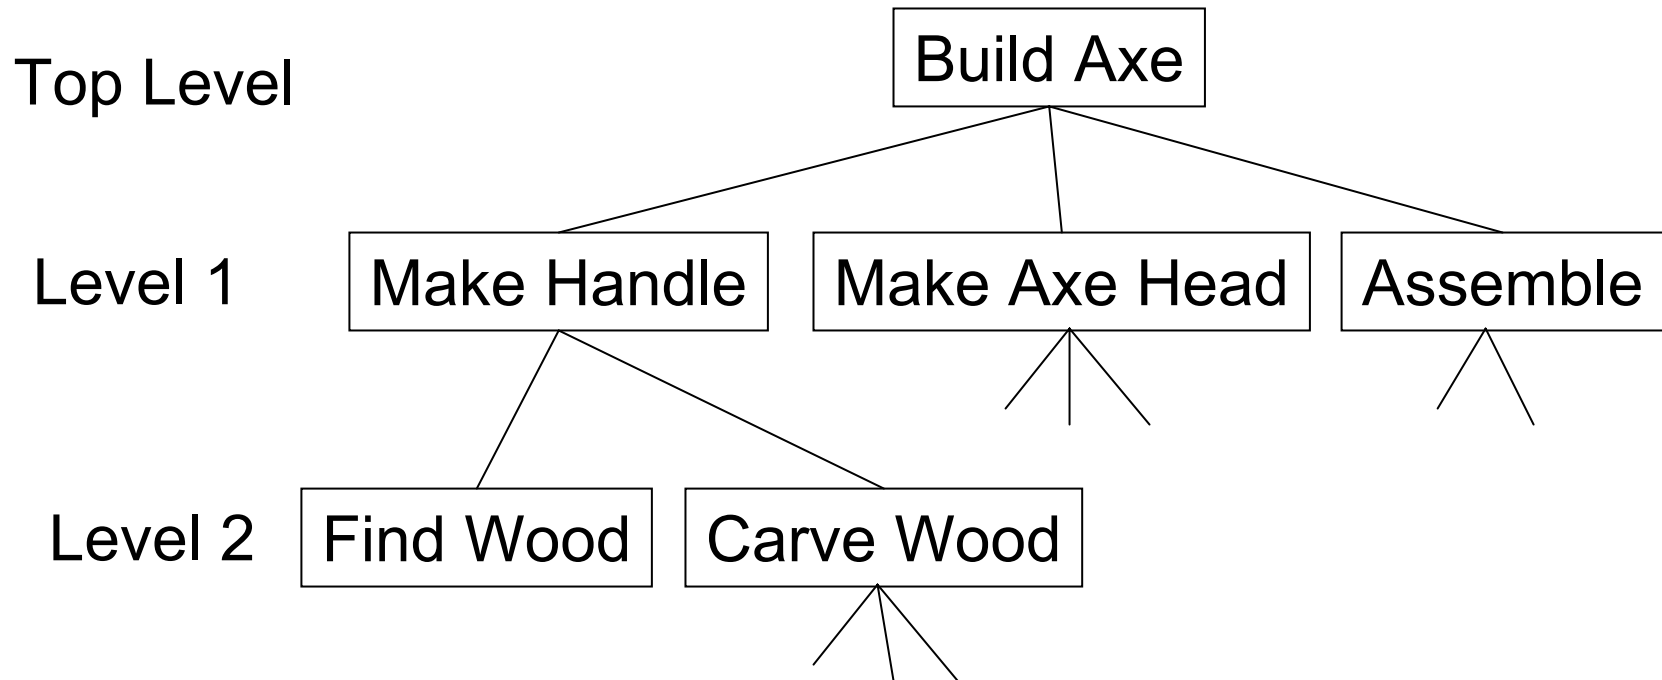 Top Level
Build Axe
Level 1
Make Handle
Make Axe Head
Assemble
Level 2
Find Wood
Carve Wood